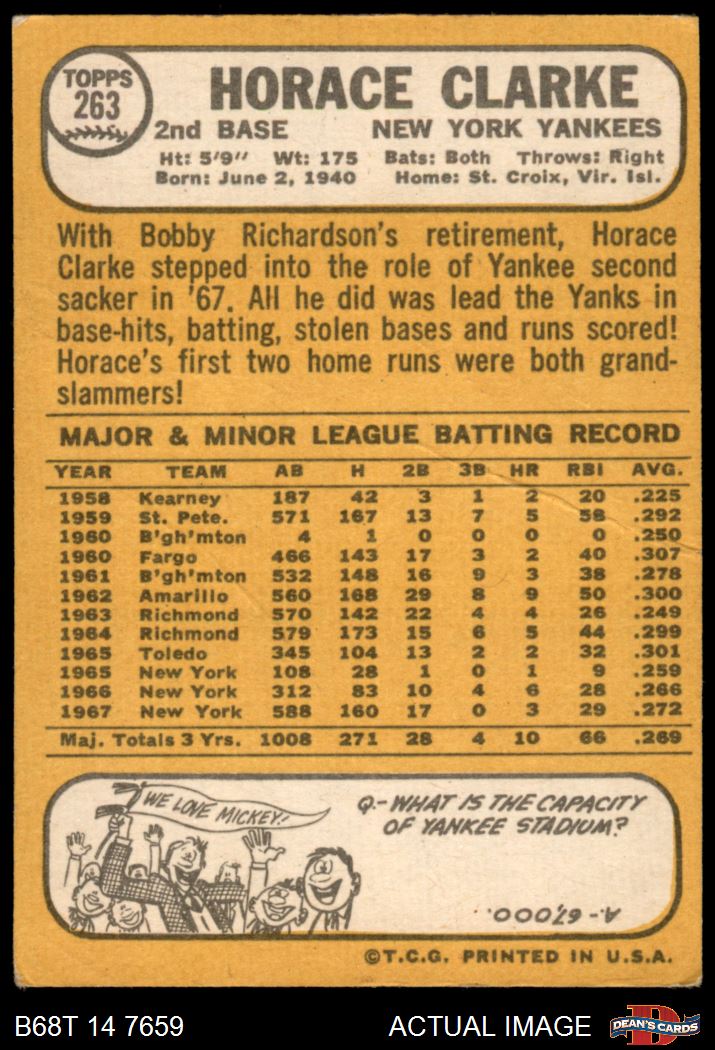 TOPPS
263
HORACE CLARKE
2nd BASE NEW YORK YANKEES
Ht: 5'9" Wt: 175 Bats: Both Throws: Right
Born: June 2, 1940 Home: St. Croix, Vir. Isl.
With Bobby Richardson's retirement, Horace
Clarke stepped into the role of Yankee second
sacker in '67. All he did was lead the Yanks in
base-hits, batting, stolen bases and runs scored!
Horace's first two home runs were both grand-
slammers!
MAJOR & MINOR LEAGUE BATTING RECORD
YEAR TEAM AB H 2B 3B HR RBI AVG.
1958 Kearney 187 42 3 1 2 20 .225
1959 St. Pete. 571 167 13 7 5 58 .292
1960 B'gh'mton 4 1 0 0 0 0 .250
1960 Fargo 466 143 17 3 2 40 .307
1961 B'gh'mton 532 148 16 9 3 38 .278
1962 Amarillo 560 168 29 8 9 50 .300
1963 Richmond 570 142 22 4 4 26 .249
1964 Richmond 579 173 15 6 5 44 .299
1965 Toledo 345 104 13 2 2 32 .301
1965 New York 108 28 1 0 1 9 .259
1966 New York 312 83 10 4 6 28 .266
1967 New York 588 160 17 0 3 29 .272
Maj. Totals 3 Yrs. 1008 271 28 4 10 66 .269
WE LOVE MICKEY!
Q.- WHAT IS THE CAPACITY
OF YANKEE STADIUM?
A.- 67,000.
©T.C.G. PRINTED IN U.S.A.
B68T 14 7659 ACTUAL IMAGE
D
DEAN'S CARDS